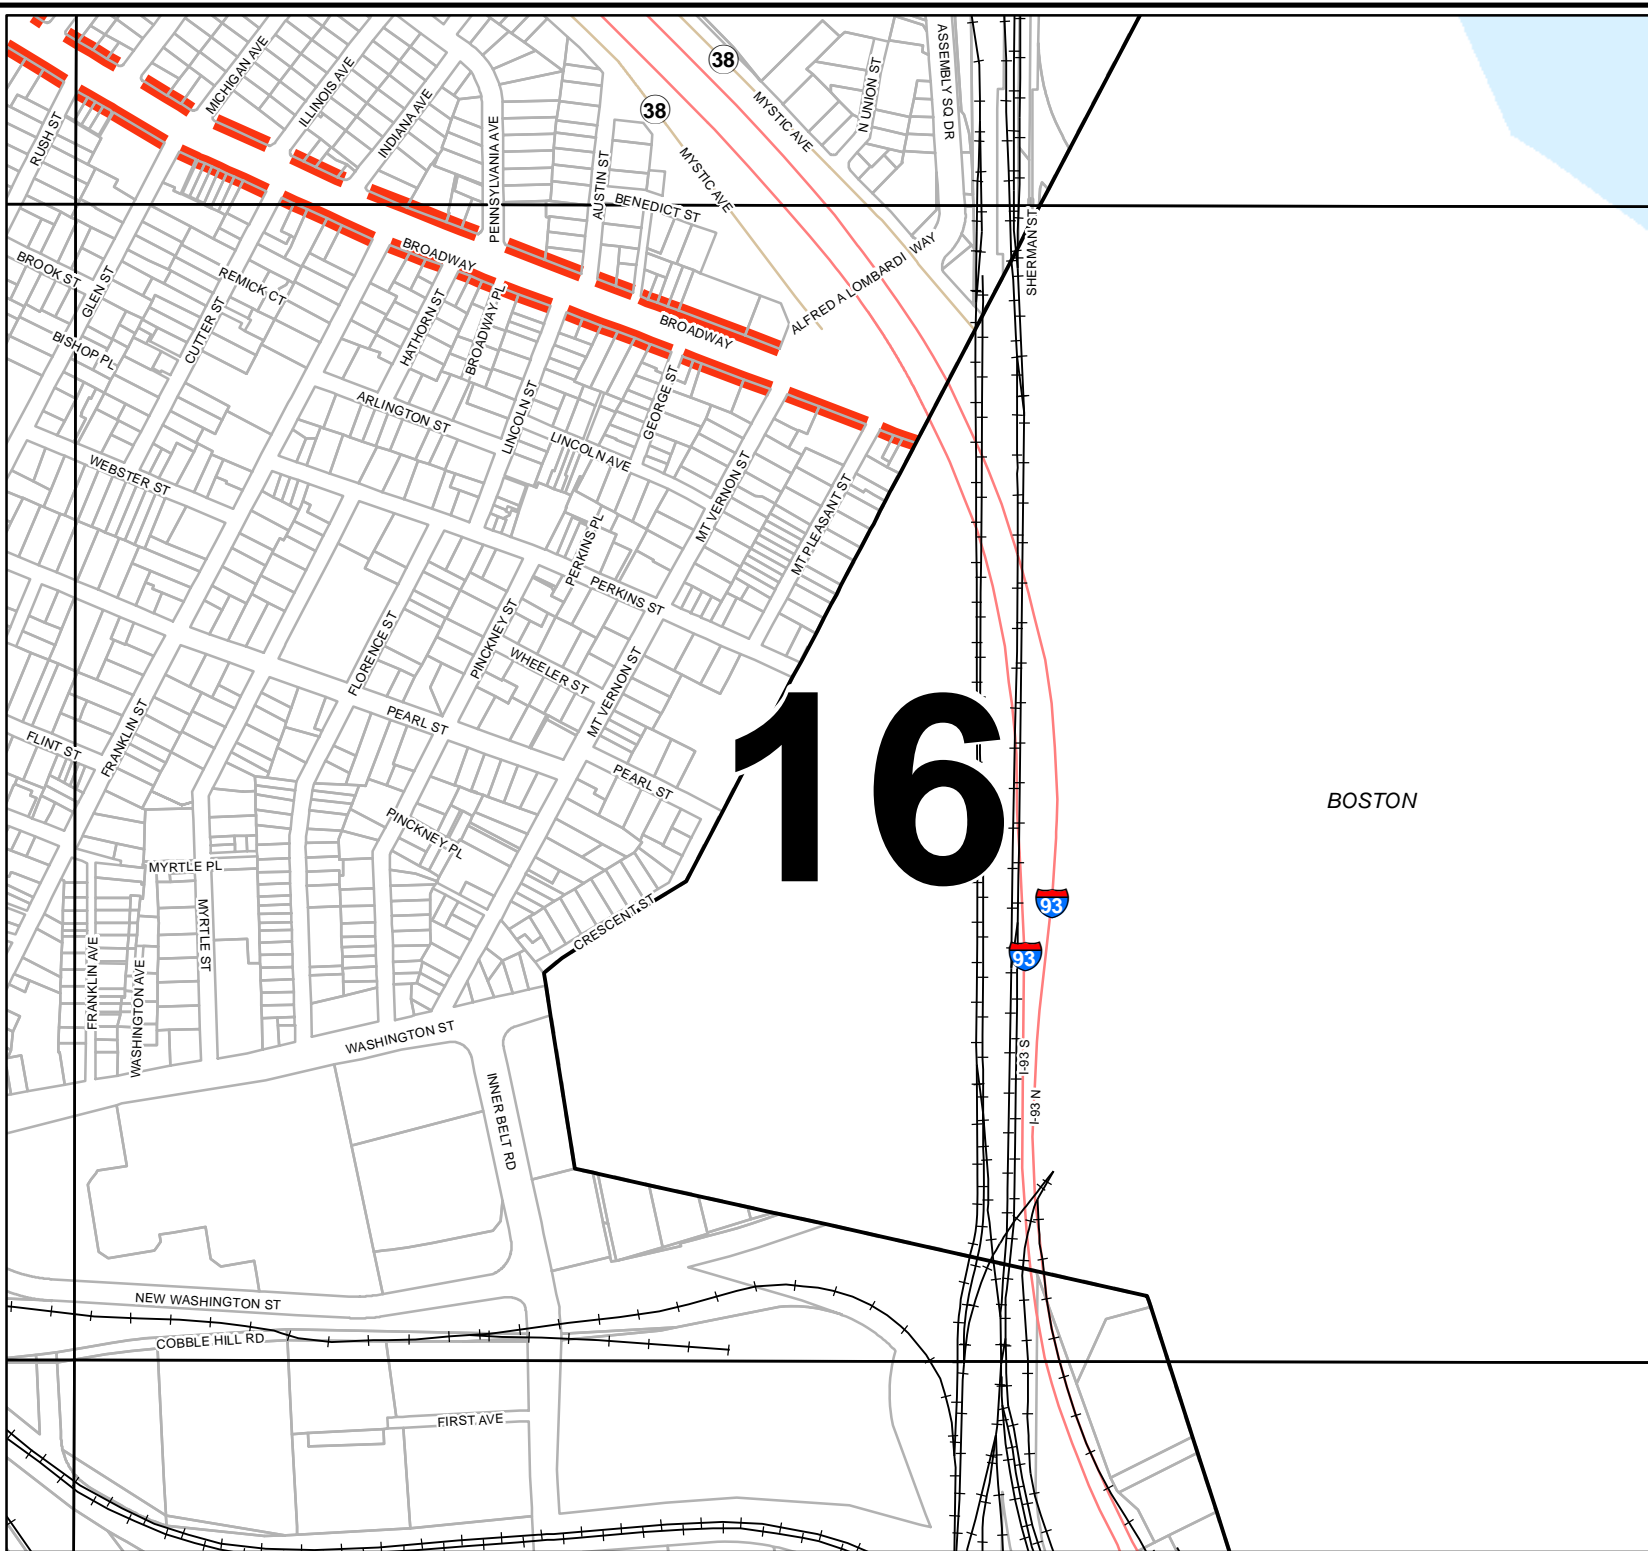 38
38
MICHIGAN AVE
ILLINOIS AVE
INDIANA AVE
PENNSYLVANIA AVE
AUSTIN ST
BENEDICT ST
MYSTIC AVE
MYSTIC AVE
N UNION ST
ASSEMBLY SQ DR
RUSH ST
SHERMAN ST
BROADWAY
ALFRED A LOMBARDI WAY
BROOK ST
GLEN ST
REMICK CT
CUTTER ST
HATHORN ST
BROADWAY PL
BROADWAY
BISHOP PL
ARLINGTON ST
LINCOLN ST
GEORGE ST
LINCOLN AVE
WEBSTER ST
MT VERNON ST
MT PLEASANT ST
PERKINS PL
PERKINS ST
FLORENCE ST
PINCKNEY ST
WHEELER ST
MT VERNON ST
FRANKLIN ST
FLINT ST
PEARL ST
PEARL ST
16
BOSTON
PINCKNEY PL
MYRTLE PL
MYRTLE ST
CRESCENT ST
93
93
FRANKLIN AVE
WASHINGTON AVE
WASHINGTON ST
I-93 S
I-93 N
INNER BELT RD
NEW WASHINGTON ST
COBBLE HILL RD
FIRST AVE